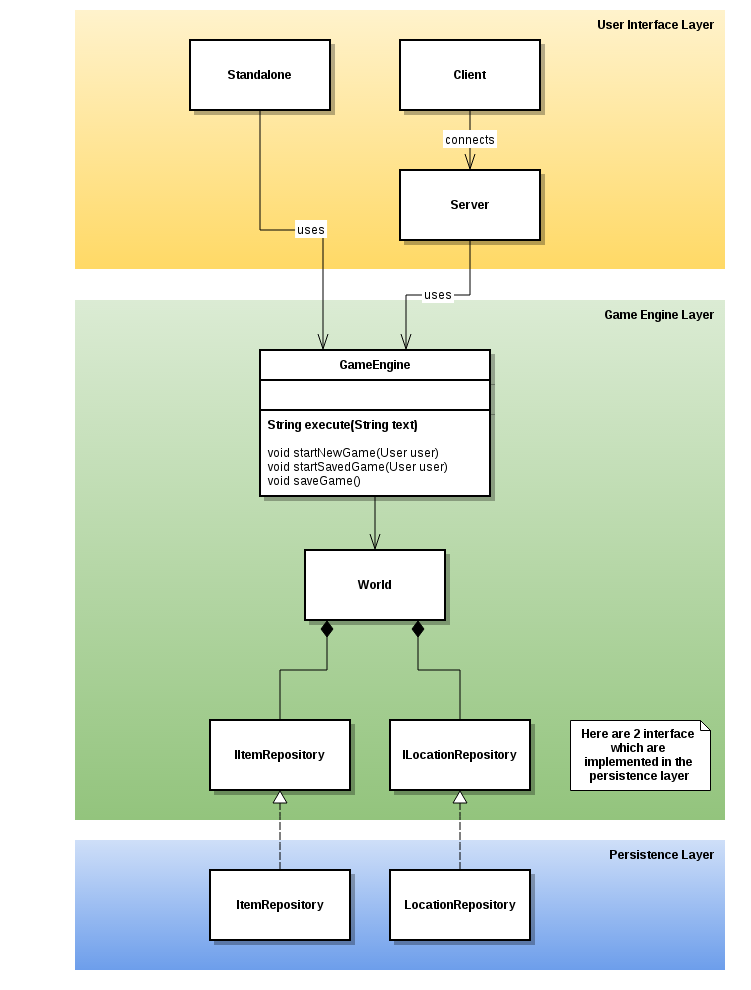 User Interface Layer
Standalone
Client
connects
Server
uses
uses
Game Engine Layer
GameEngine
String execute(String text)
void startNewGame(User user)
void startSavedGame(User user)
void saveGame()
World
IItemRepository
ILocationRepository
Here are 2 interface
which are
implemented in the
persistence layer
Persistence Layer
ItemRepository
LocationRepository